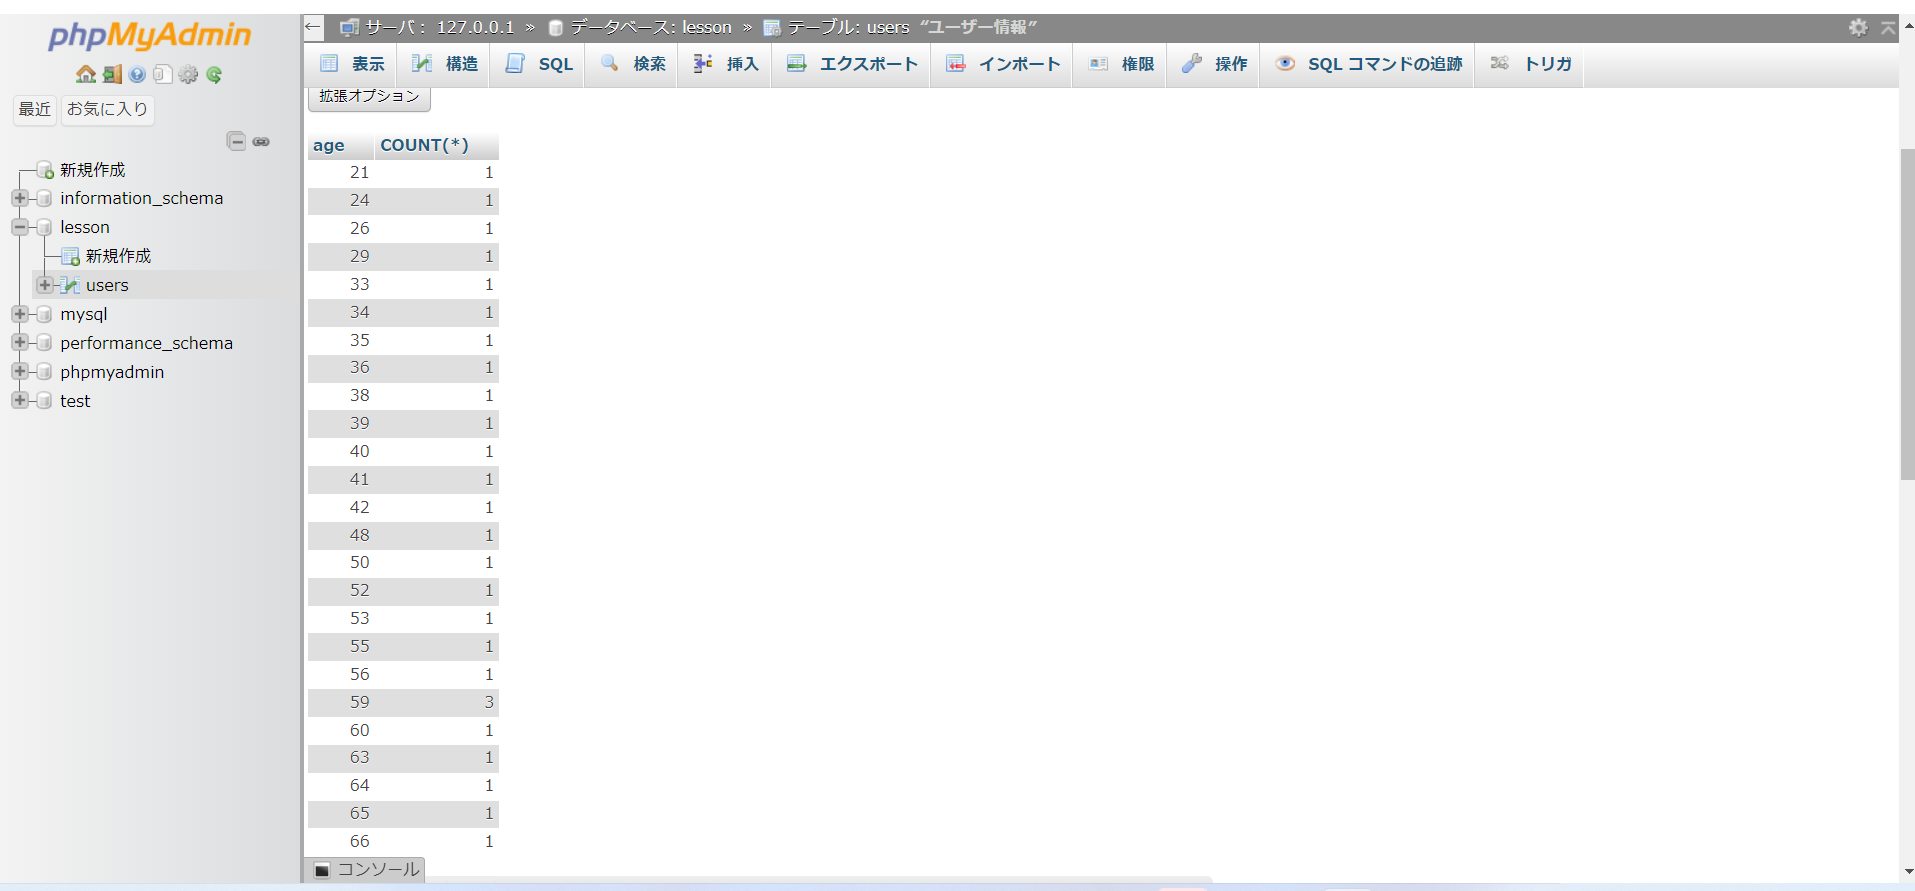 phpMyAdmin
最近 お気に入り
新規作成
information_schema
lesson
新規作成
users
mysql
performance_schema
phpmyadmin
test
← サーバ： 127.0.0.1 » データベース: lesson » テーブル: users “ユーザー情報”
表示 構造 SQL 検索 挿入 エクスポート インポート 権限 操作 SQL コマンドの追跡 トリガ
拡張オプション
age COUNT(*)
21 1
24 1
26 1
29 1
33 1
34 1
35 1
36 1
38 1
39 1
40 1
41 1
42 1
48 1
50 1
52 1
53 1
55 1
56 1
59 3
60 1
63 1
64 1
65 1
66 1
コンソール